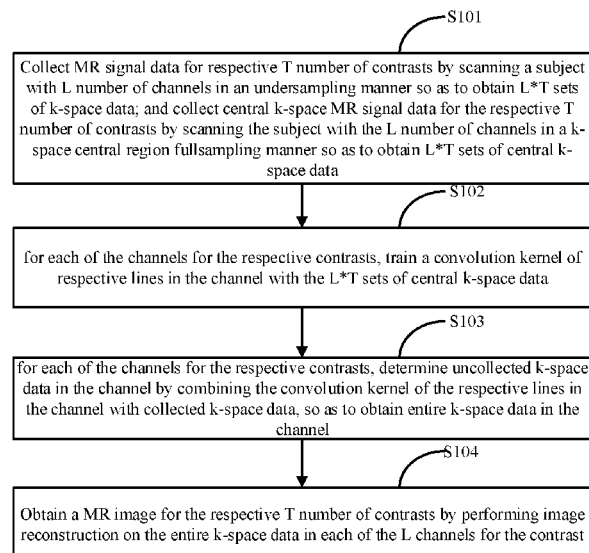 S101
Collect MR signal data for respective T number of contrasts by scanning a subject
with L number of channels in an undersampling manner so as to obtain L*T sets
of k-space data; and collect central k-space MR signal data for the respective T
number of contrasts by scanning the subject with the L number of channels in a k-
space central region fullsampling manner so as to obtain L*T sets of central k-
space data
S102
for each of the channels for the respective contrasts, train a convolution kernel of
respective lines in the channel with the L*T sets of central k-space data
S103
for each of the channels for the respective contrasts, determine uncollected k-space
data in the channel by combining the convolution kernel of the respective lines in
the channel with collected k-space data, so as to obtain entire k-space data in the
channel
S104
Obtain a MR image for the respective T number of contrasts by performing image
reconstruction on the entire k-space data in each of the L channels for the contrast